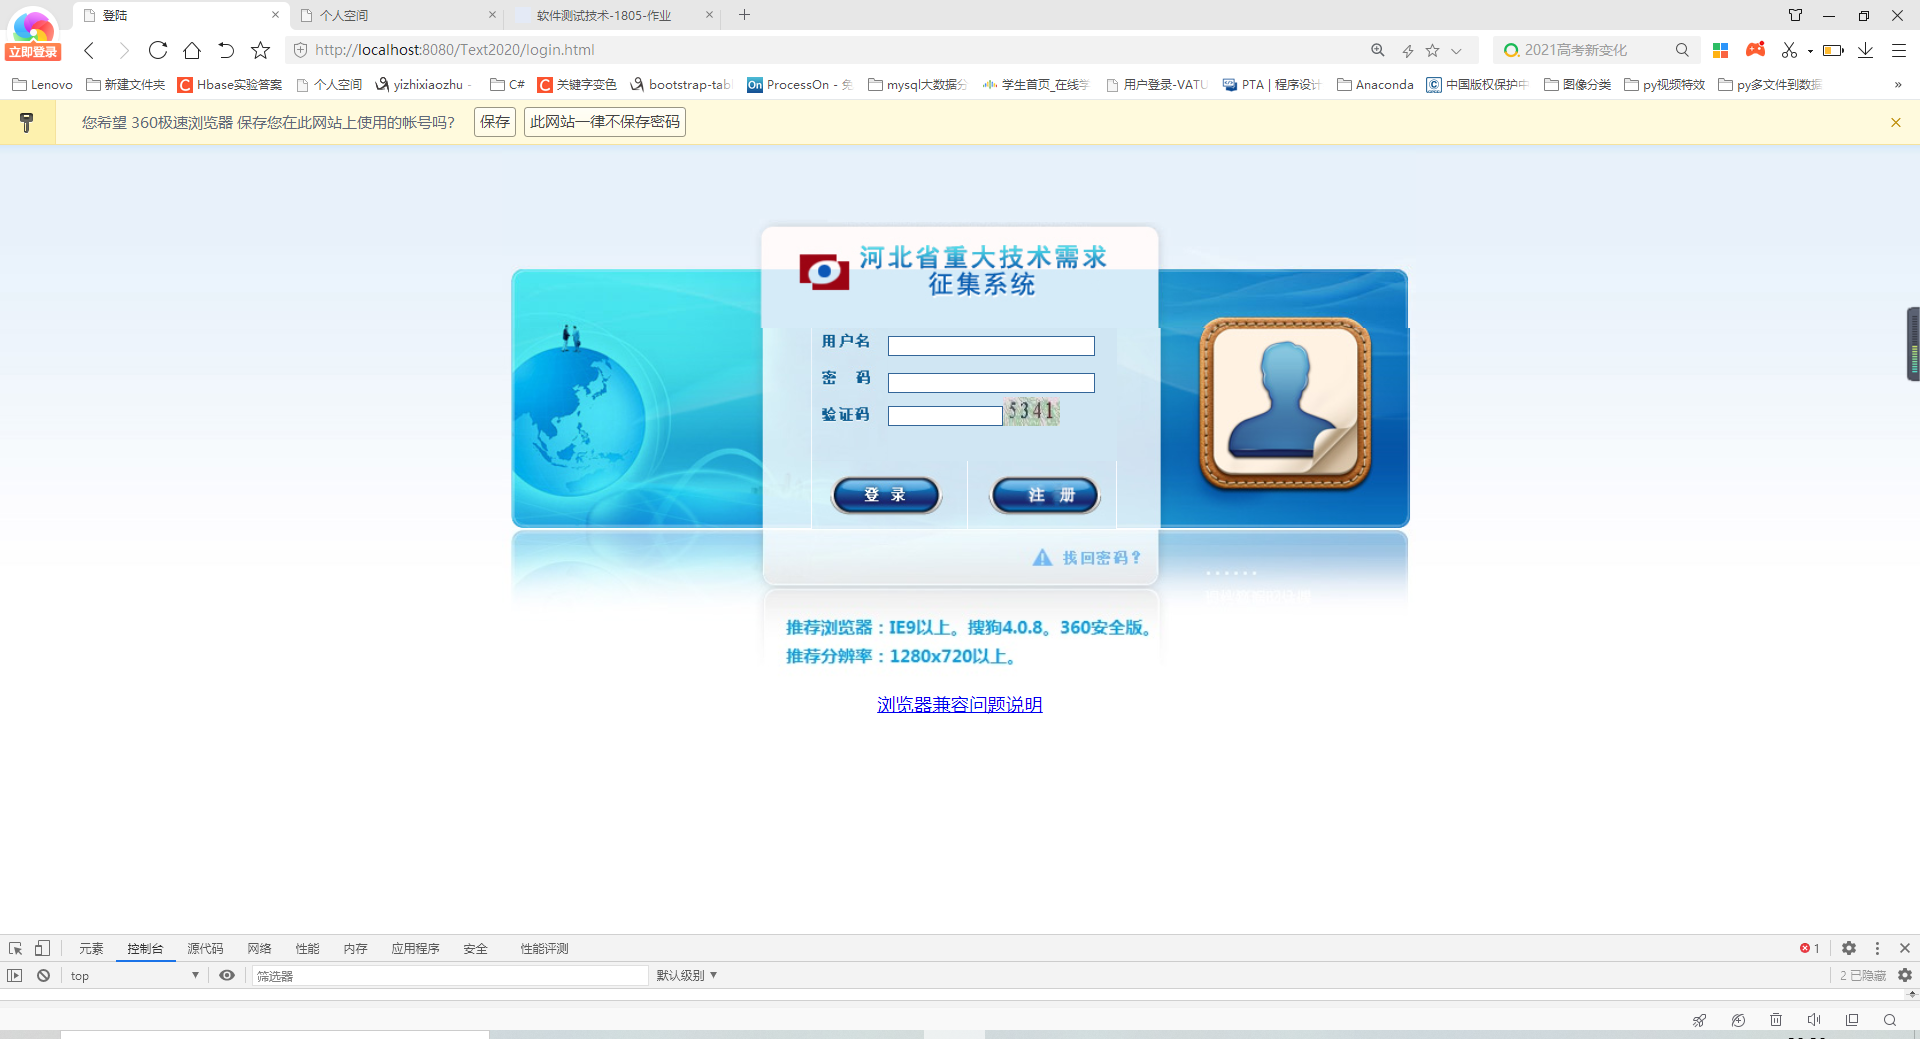 登陆
个人空间
软件测试技术-1805-作业
立即登录
http://localhost:8080/Text2020/login.html
2021高考新变化
Lenovo
新建文件夹
Hbase实验答案
个人空间
yizhixiaozhu -
C#
关键字变色
bootstrap-tab
ProcessOn - 免
mysql大数据分
学生首页_在线学
用户登录-VATU
PTA | 程序设计
Anaconda
中国版权保护中
图像分类
py视频特效
py多文件到数据
»
您希望 360极速浏览器 保存您在此网站上使用的帐号吗?
保存
此网站一律不保存密码
河北省重大技术需求
征集系统
用户名
密 码
验证码
5341
登 录
注 册
找回密码?
推荐浏览器：IE9以上。搜狗4.0.8。360安全版。
推荐分辨率：1280x720以上。
浏览器兼容问题说明
元素
控制台
源代码
网络
性能
内存
应用程序
安全
性能评测
1
top
筛选器
默认级别
2 已隐藏